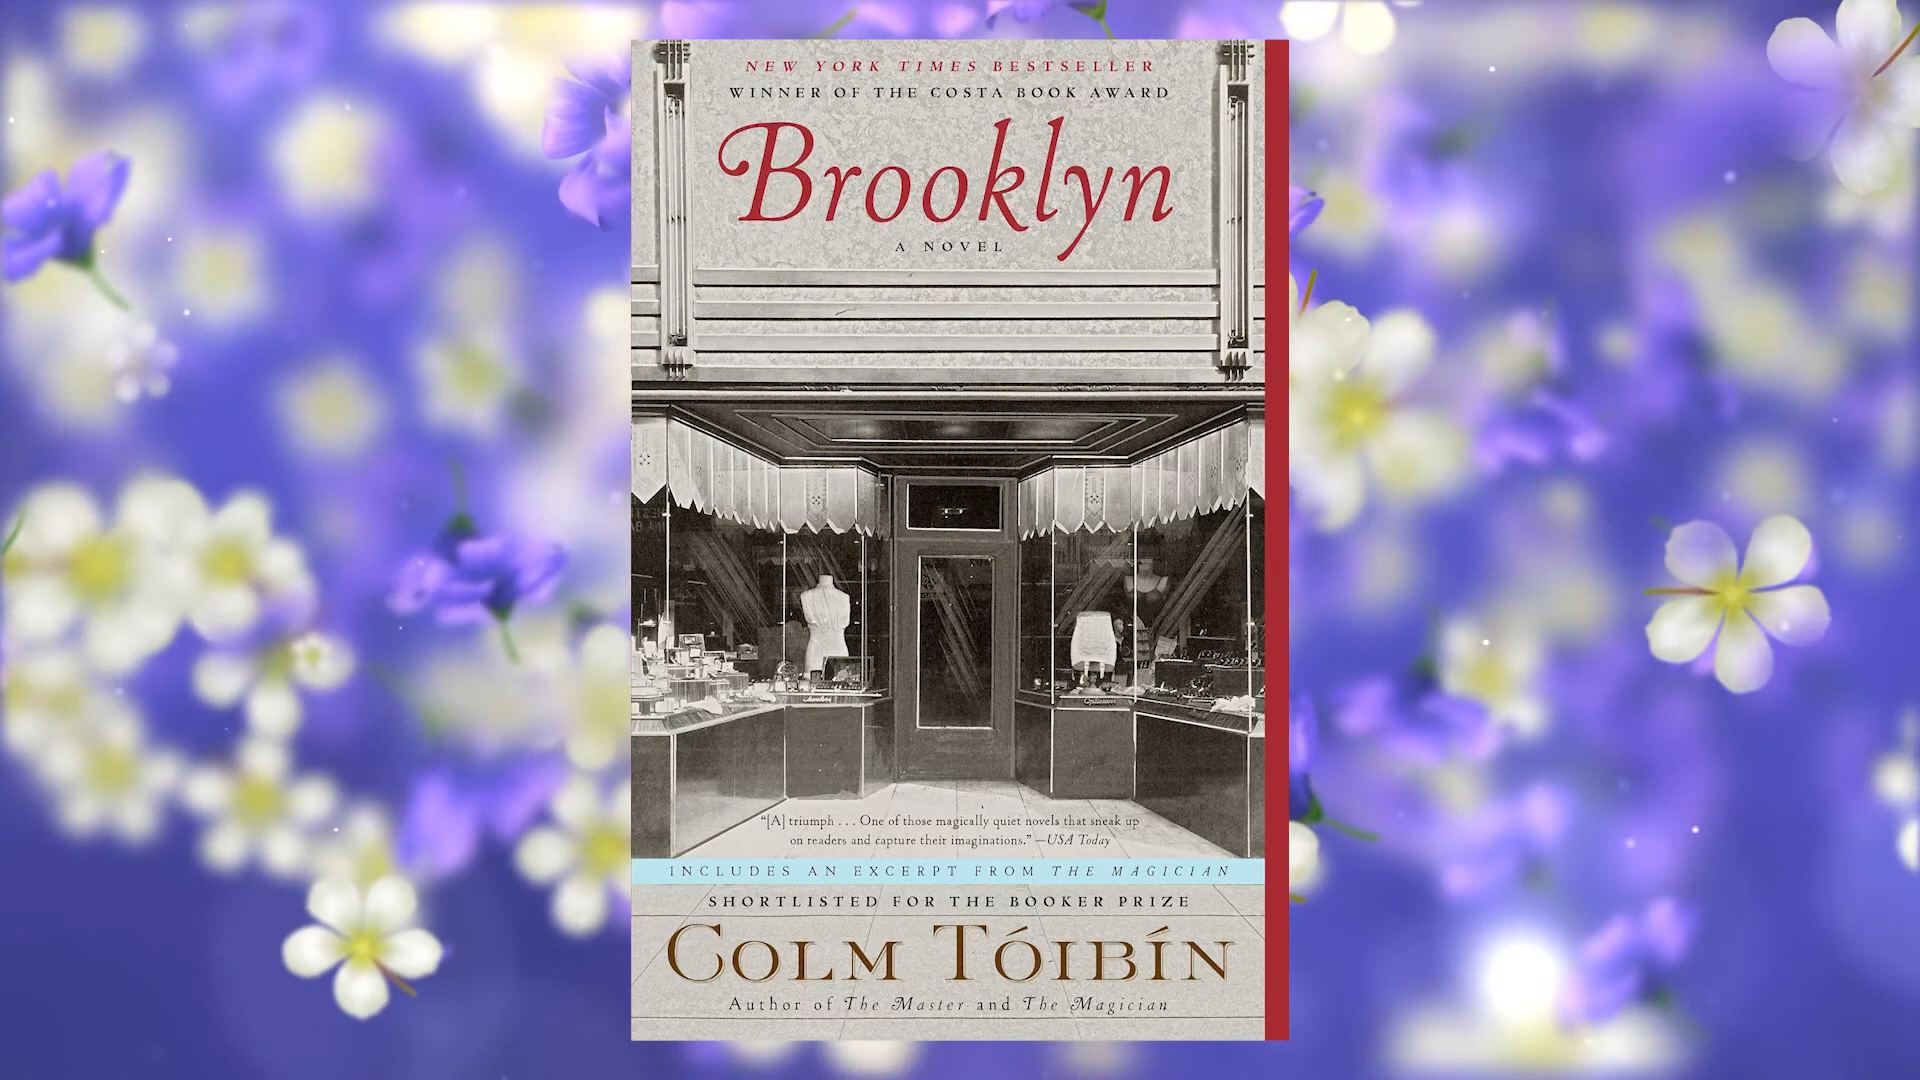 NEW YORK TIMES BESTSELLER
WINNER OF THE COSTA BOOK AWARD
Brooklyn
A NOVEL
Opticians
“[A] triumph . . . One of those magically quiet novels that sneak up
on readers and capture their imaginations.” —USA Today
INCLUDES AN EXCERPT FROM THE MAGICIAN
SHORTLISTED FOR THE BOOKER PRIZE
COLM TÓIBÍN
Author of The Master and The Magician